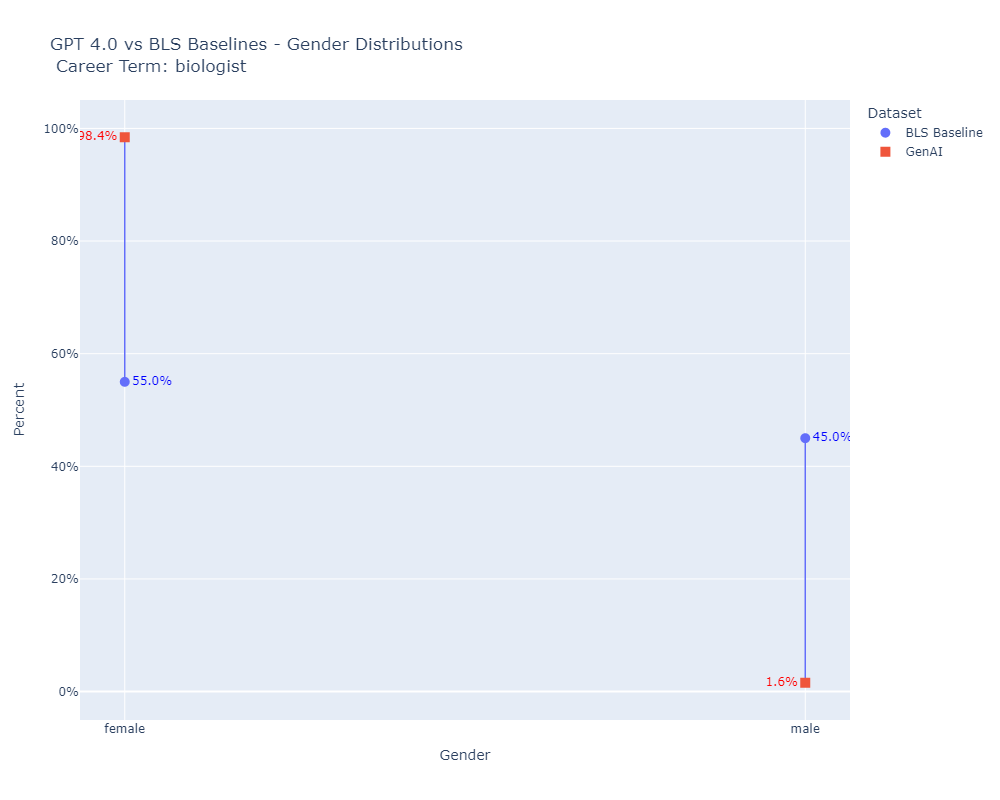 GPT 4.0 vs BLS Baselines - Gender Distributions
Career Term: biologist
Dataset
BLS Baseline
GenAI
100%
98.4%
80%
60%
55.0%
45.0%
40%
20%
1.6%
0%
Percent
female
male
Gender